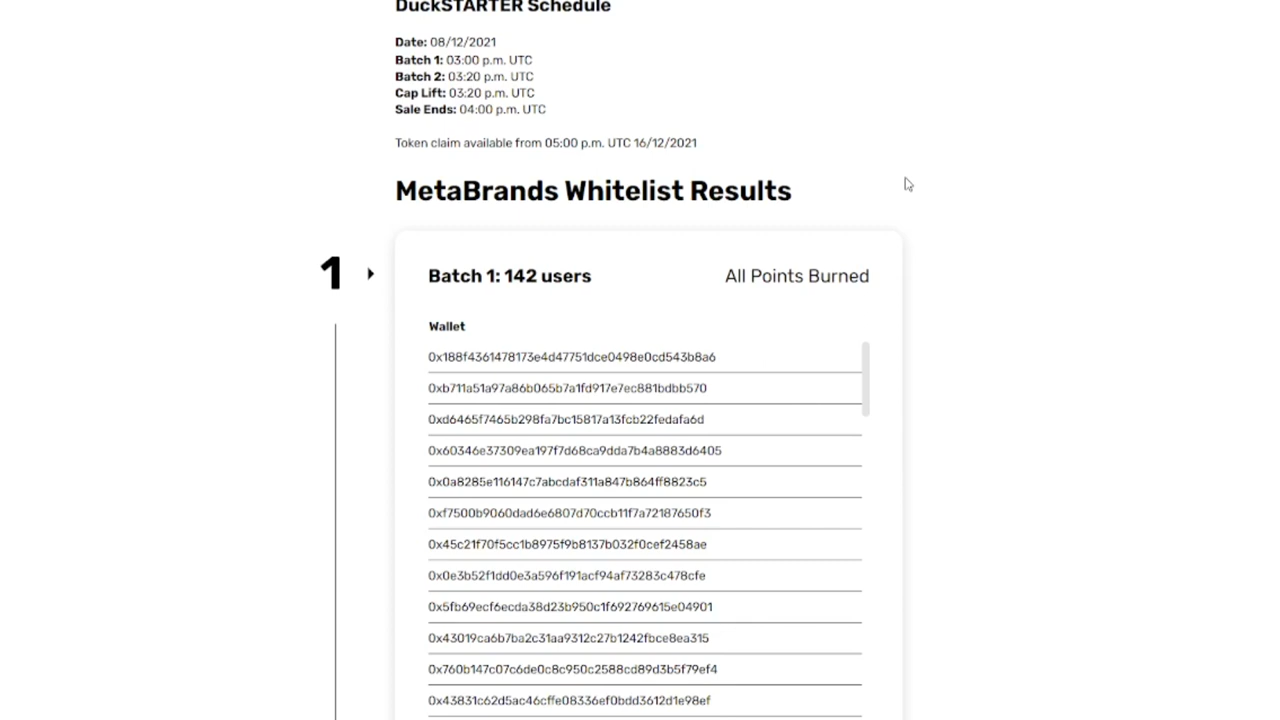 DuckSTARTER Schedule
Date: 08/12/2021
Batch 1: 03:00 p.m. UTC
Batch 2: 03:20 p.m. UTC
Cap Lift: 03:20 p.m. UTC
Sale Ends: 04:00 p.m. UTC
Token claim available from 05:00 p.m. UTC 16/12/2021
MetaBrands Whitelist Results
1
Batch 1: 142 users All Points Burned
Wallet
0x188f4361478173e4d47751dce0498e0cd543b8a6
0xb711a51a97a86b065b7a1fd917e7ec881bdbb570
0xd6465f7465b298fa7bc15817a13fcb22fedafa6d
0x60346e37309ea197f7d68ca9dda7b4a8883d6405
0x0a8285e116147c7abcdaf311a847b864ff8823c5
0xf7500b9060dad6e6807d70ccb11f7a72187650f3
0x45c21f70f5cc1b8975f9b8137b032f0cef2458ae
0x0e3b52f1dd0e3a596f191acf94af73283c478cfe
0x5fb69ecf6ecda38d23b950c1f692769615e04901
0x43019ca6b7ba2c31aa9312c27b1242fbce8ea315
0x760b147c07c6de0c8c950c2588cd89d3b5f79ef4
0x43831c62d5ac46cffe08336ef0bdd3612d1e98ef